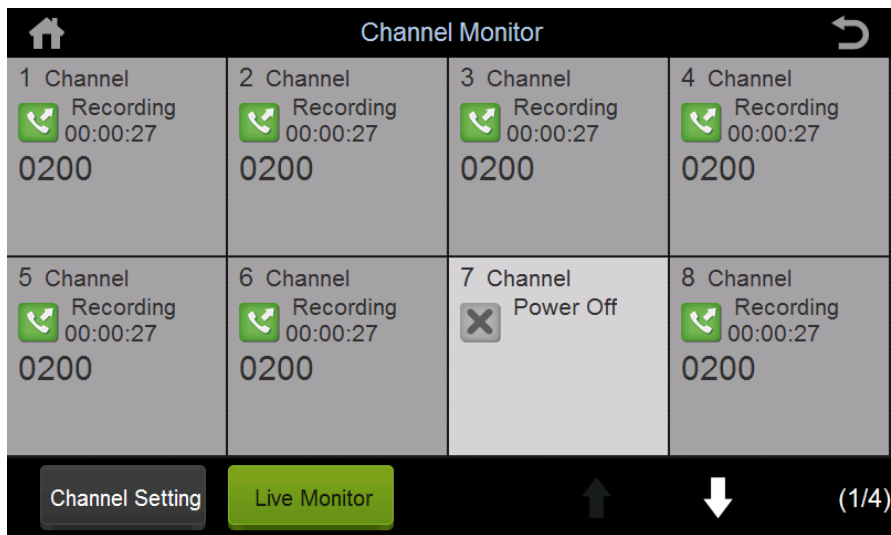 Channel Monitor
1 Channel
Recording
00:00:27
0200
2 Channel
Recording
00:00:27
0200
3 Channel
Recording
00:00:27
0200
4 Channel
Recording
00:00:27
0200
5 Channel
Recording
00:00:27
0200
6 Channel
Recording
00:00:27
0200
7 Channel
Power Off
8 Channel
Recording
00:00:27
0200
Channel Setting
Live Monitor
(1/4)